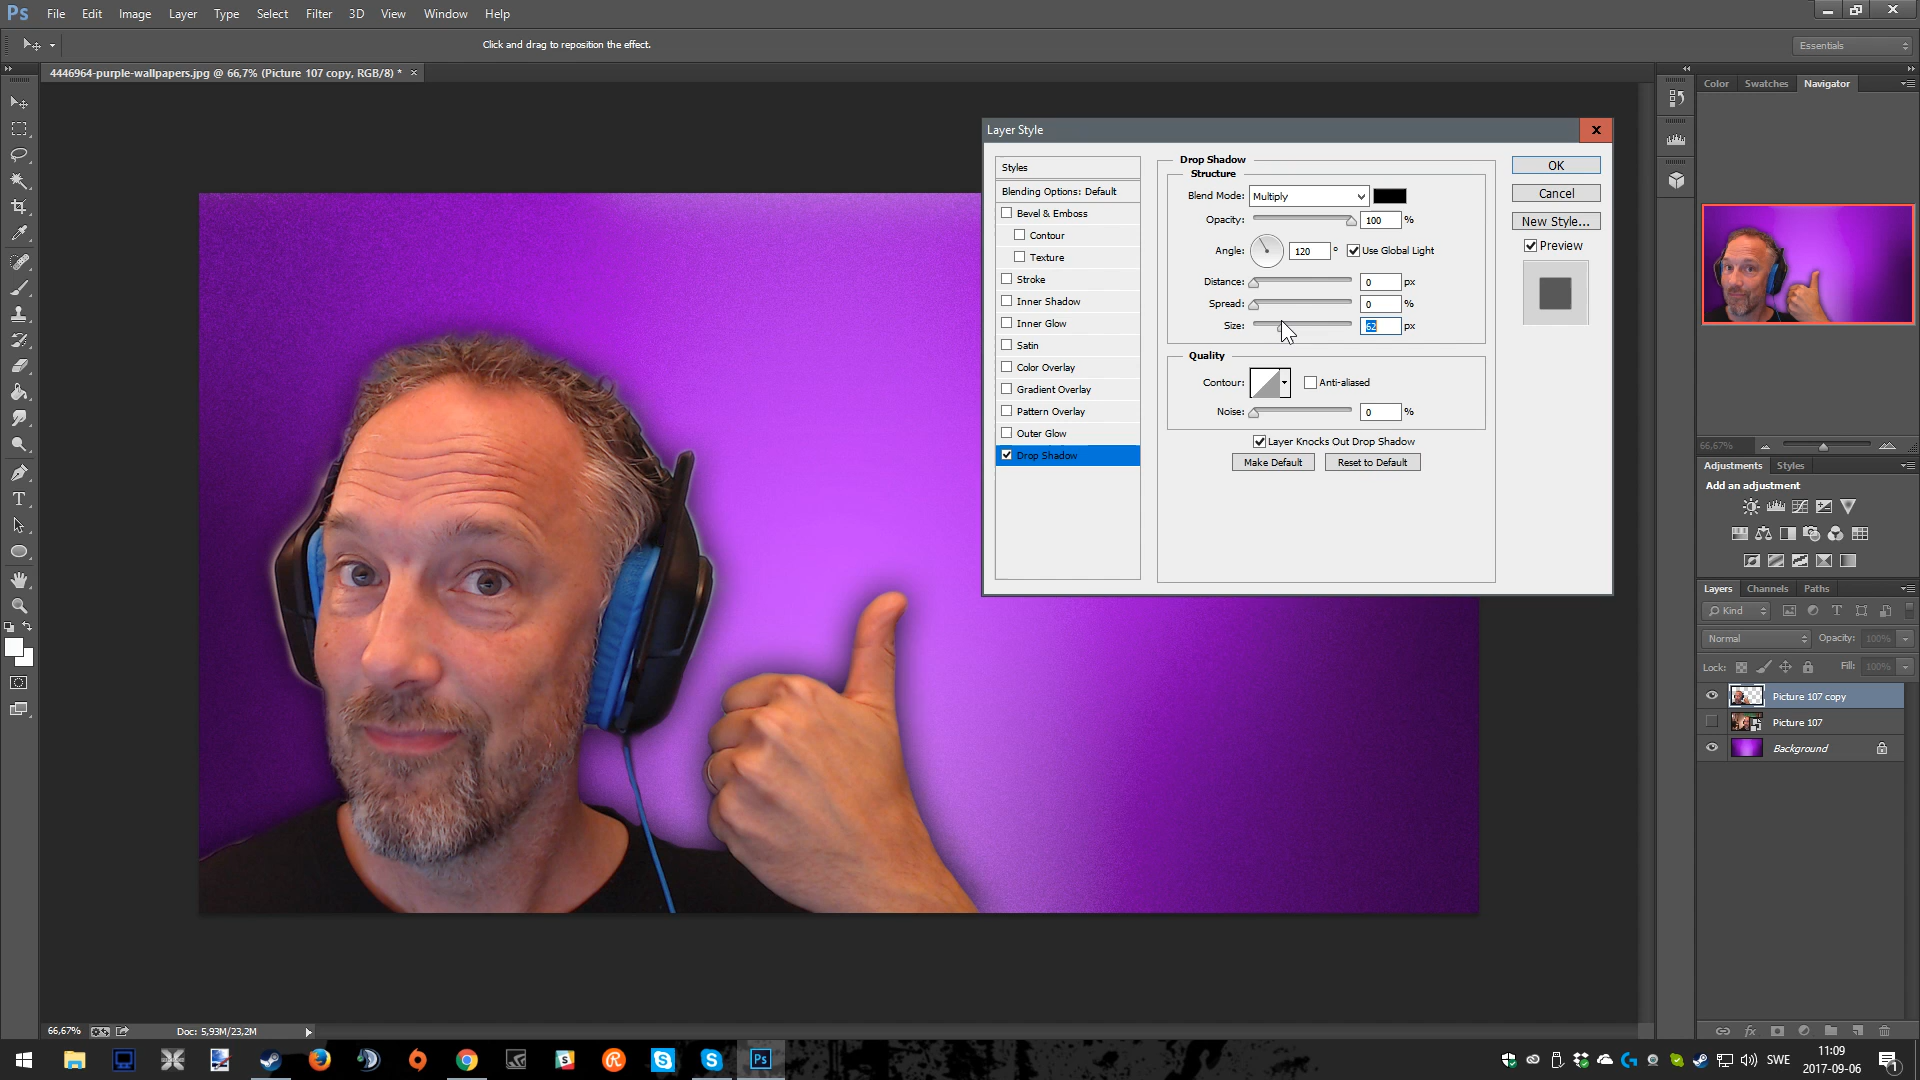 Ps File Edit Image Layer Type Select Filter 3D View Window Help
Click and drag to reposition the effect.
Essentials
4446964-purple-wallpapers.jpg @ 66,7% (Picture 107 copy, RGB/8) *
Color Swatches Navigator
Layer Style
Styles
Blending Options: Default
Bevel & Emboss
Contour
Texture
Stroke
Inner Shadow
Inner Glow
Satin
Color Overlay
Gradient Overlay
Pattern Overlay
Outer Glow
Drop Shadow
Drop Shadow
Structure
Blend Mode: Multiply
Opacity: 100 %
Angle: 120 ° Use Global Light
Distance: 0 px
Spread: 0 %
Size: 62 px
Quality
Contour: Anti-aliased
Noise: 0 %
Layer Knocks Out Drop Shadow
Make Default Reset to Default
OK
Cancel
New Style...
Preview
66,67%
Adjustments Styles
Add an adjustment
Layers Channels Paths
Kind
Normal Opacity: 100%
Lock: Fill: 100%
Picture 107 copy
Picture 107
Background
fx
66,67% Doc: 5,93M/23,2M
Ps
SWE
11:09
2017-09-06
1